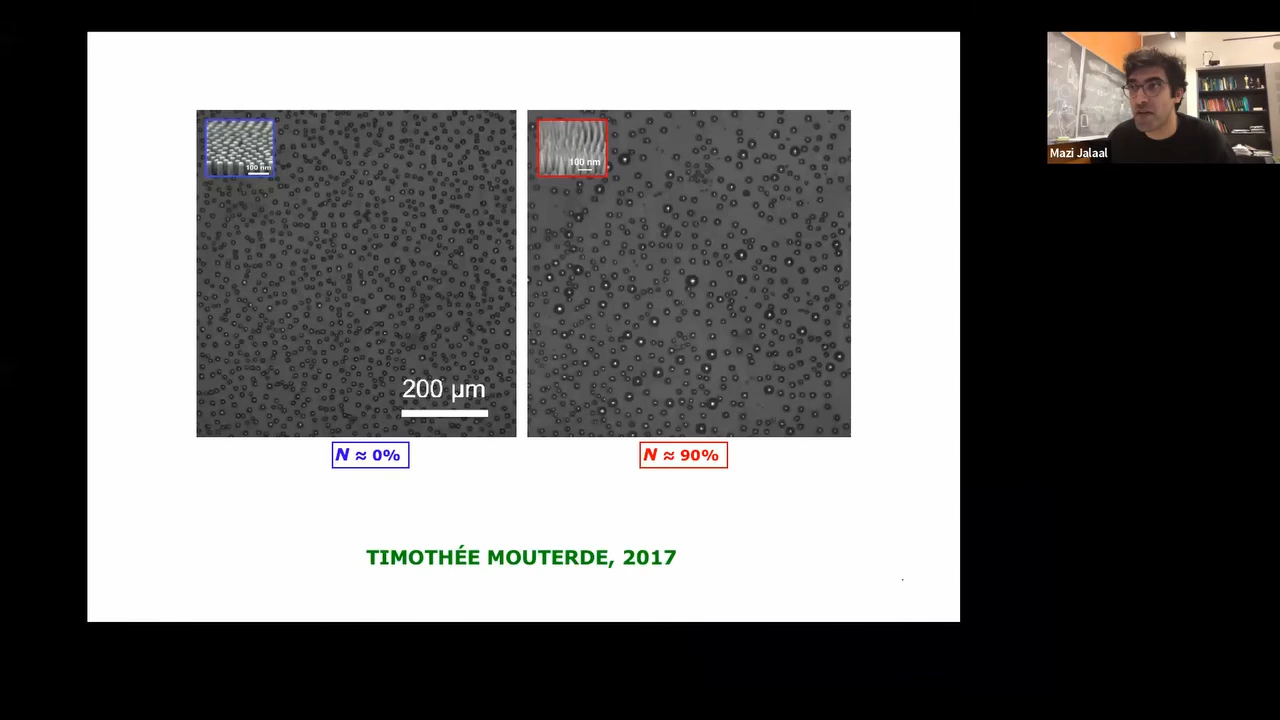 100 nm
100 nm
200 µm
N ≈ 0%
N ≈ 90%
TIMOTHÉE MOUTERDE, 2017
Mazi Jalaal